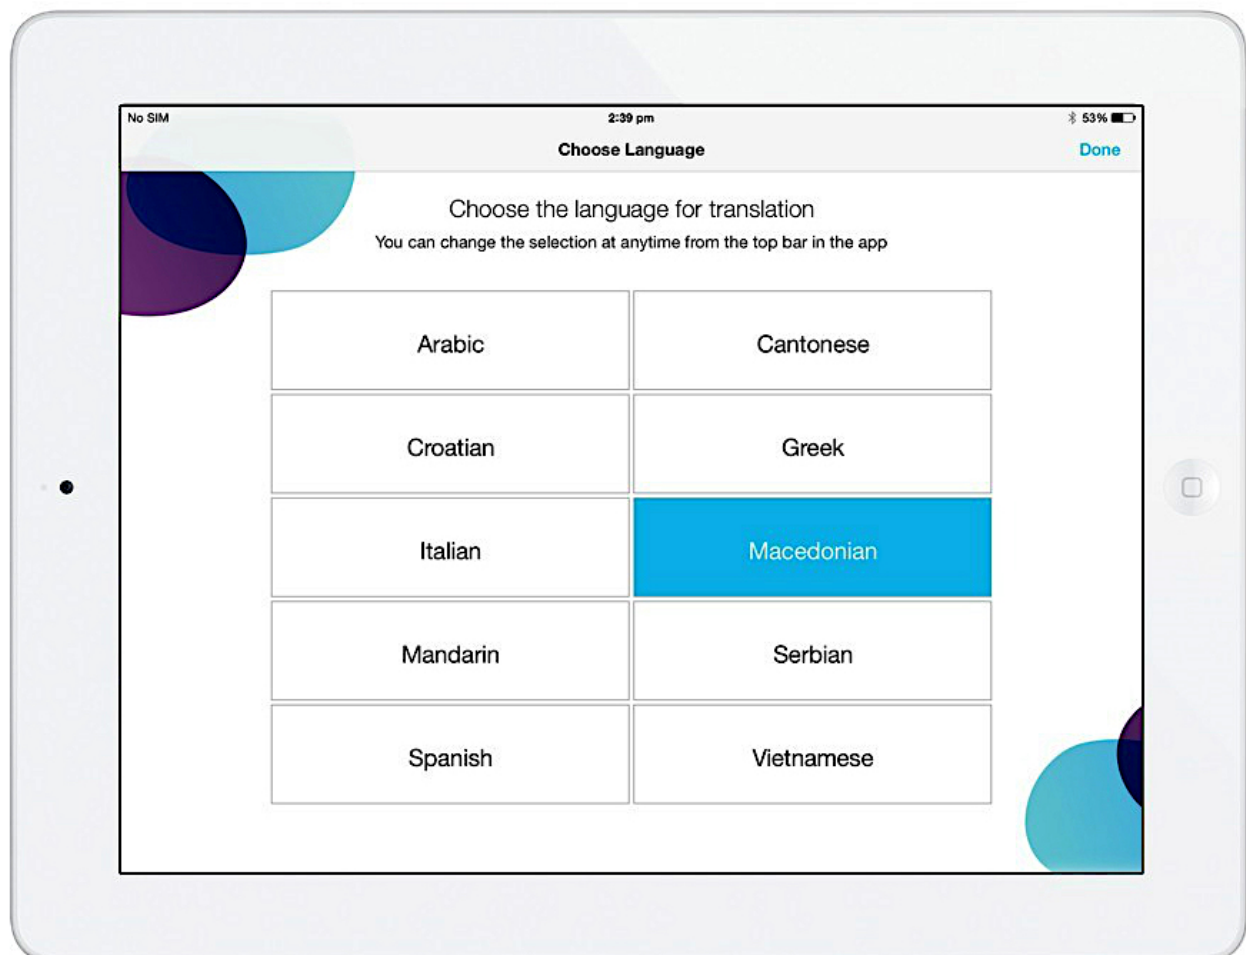 No SIM 2:39 pm 53%
Choose Language Done
Choose the language for translation
You can change the selection at anytime from the top bar in the app
Arabic Cantonese
Croatian Greek
Italian Macedonian
Mandarin Serbian
Spanish Vietnamese